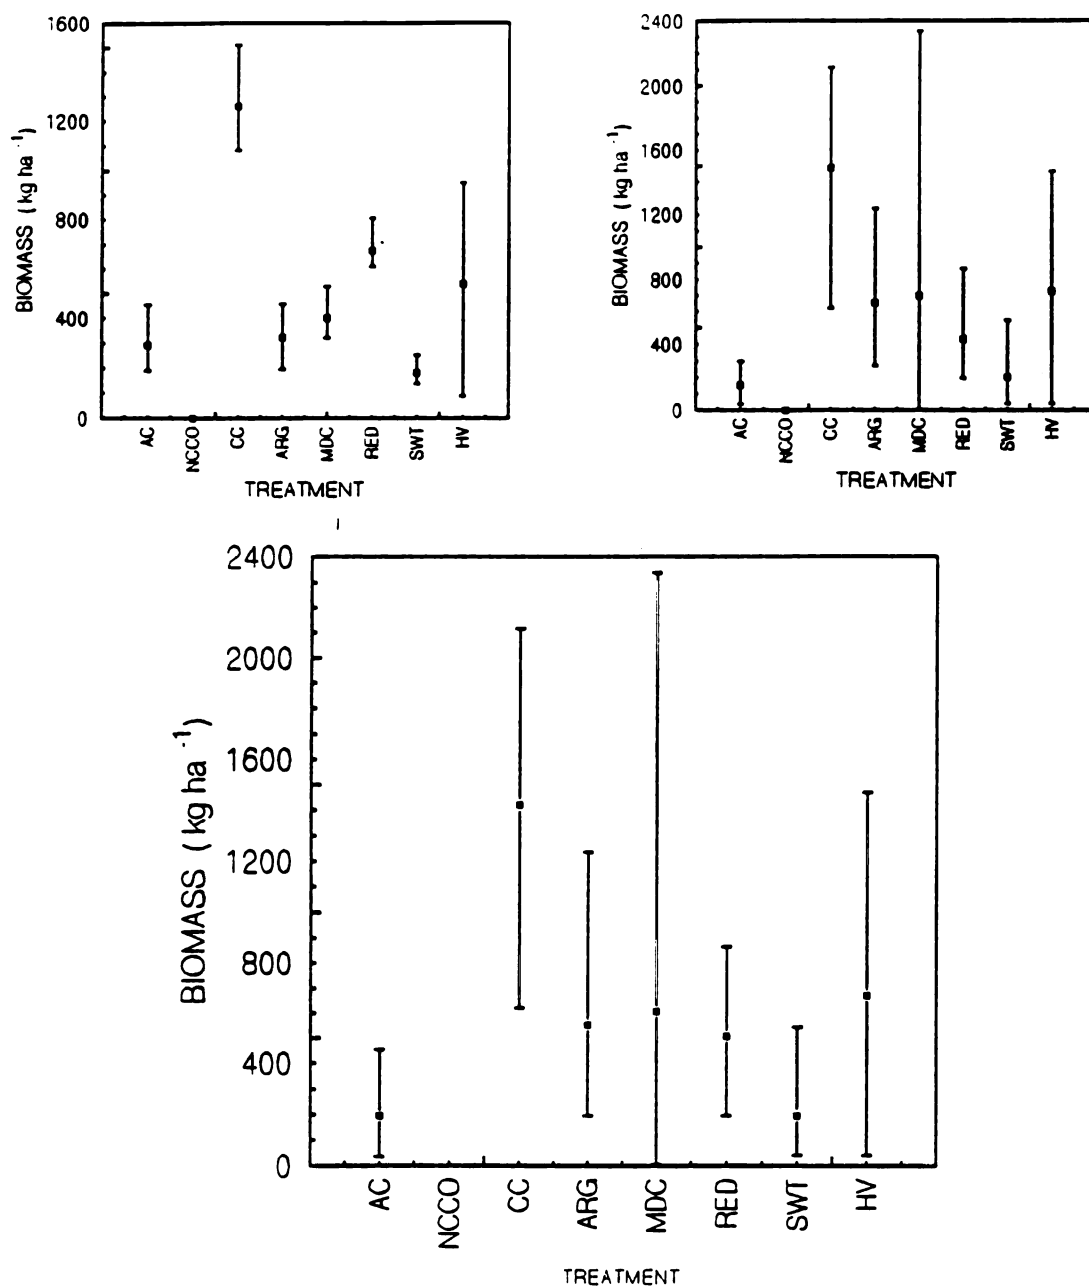 1600
1200
800
400
0
BIOMASS (kg ha -1)
AC NCCO CC ARG MDC RED SWT HV
TREATMENT
2400
2000
1600
1200
800
400
0
BIOMASS (kg ha -1)
AC NCCO CC ARG MDC RED SWT HV
TREATMENT
2400
2000
1600
1200
800
400
0
BIOMASS (kg ha -1)
AC NCCO CC ARG MDC RED SWT HV
TREATMENT